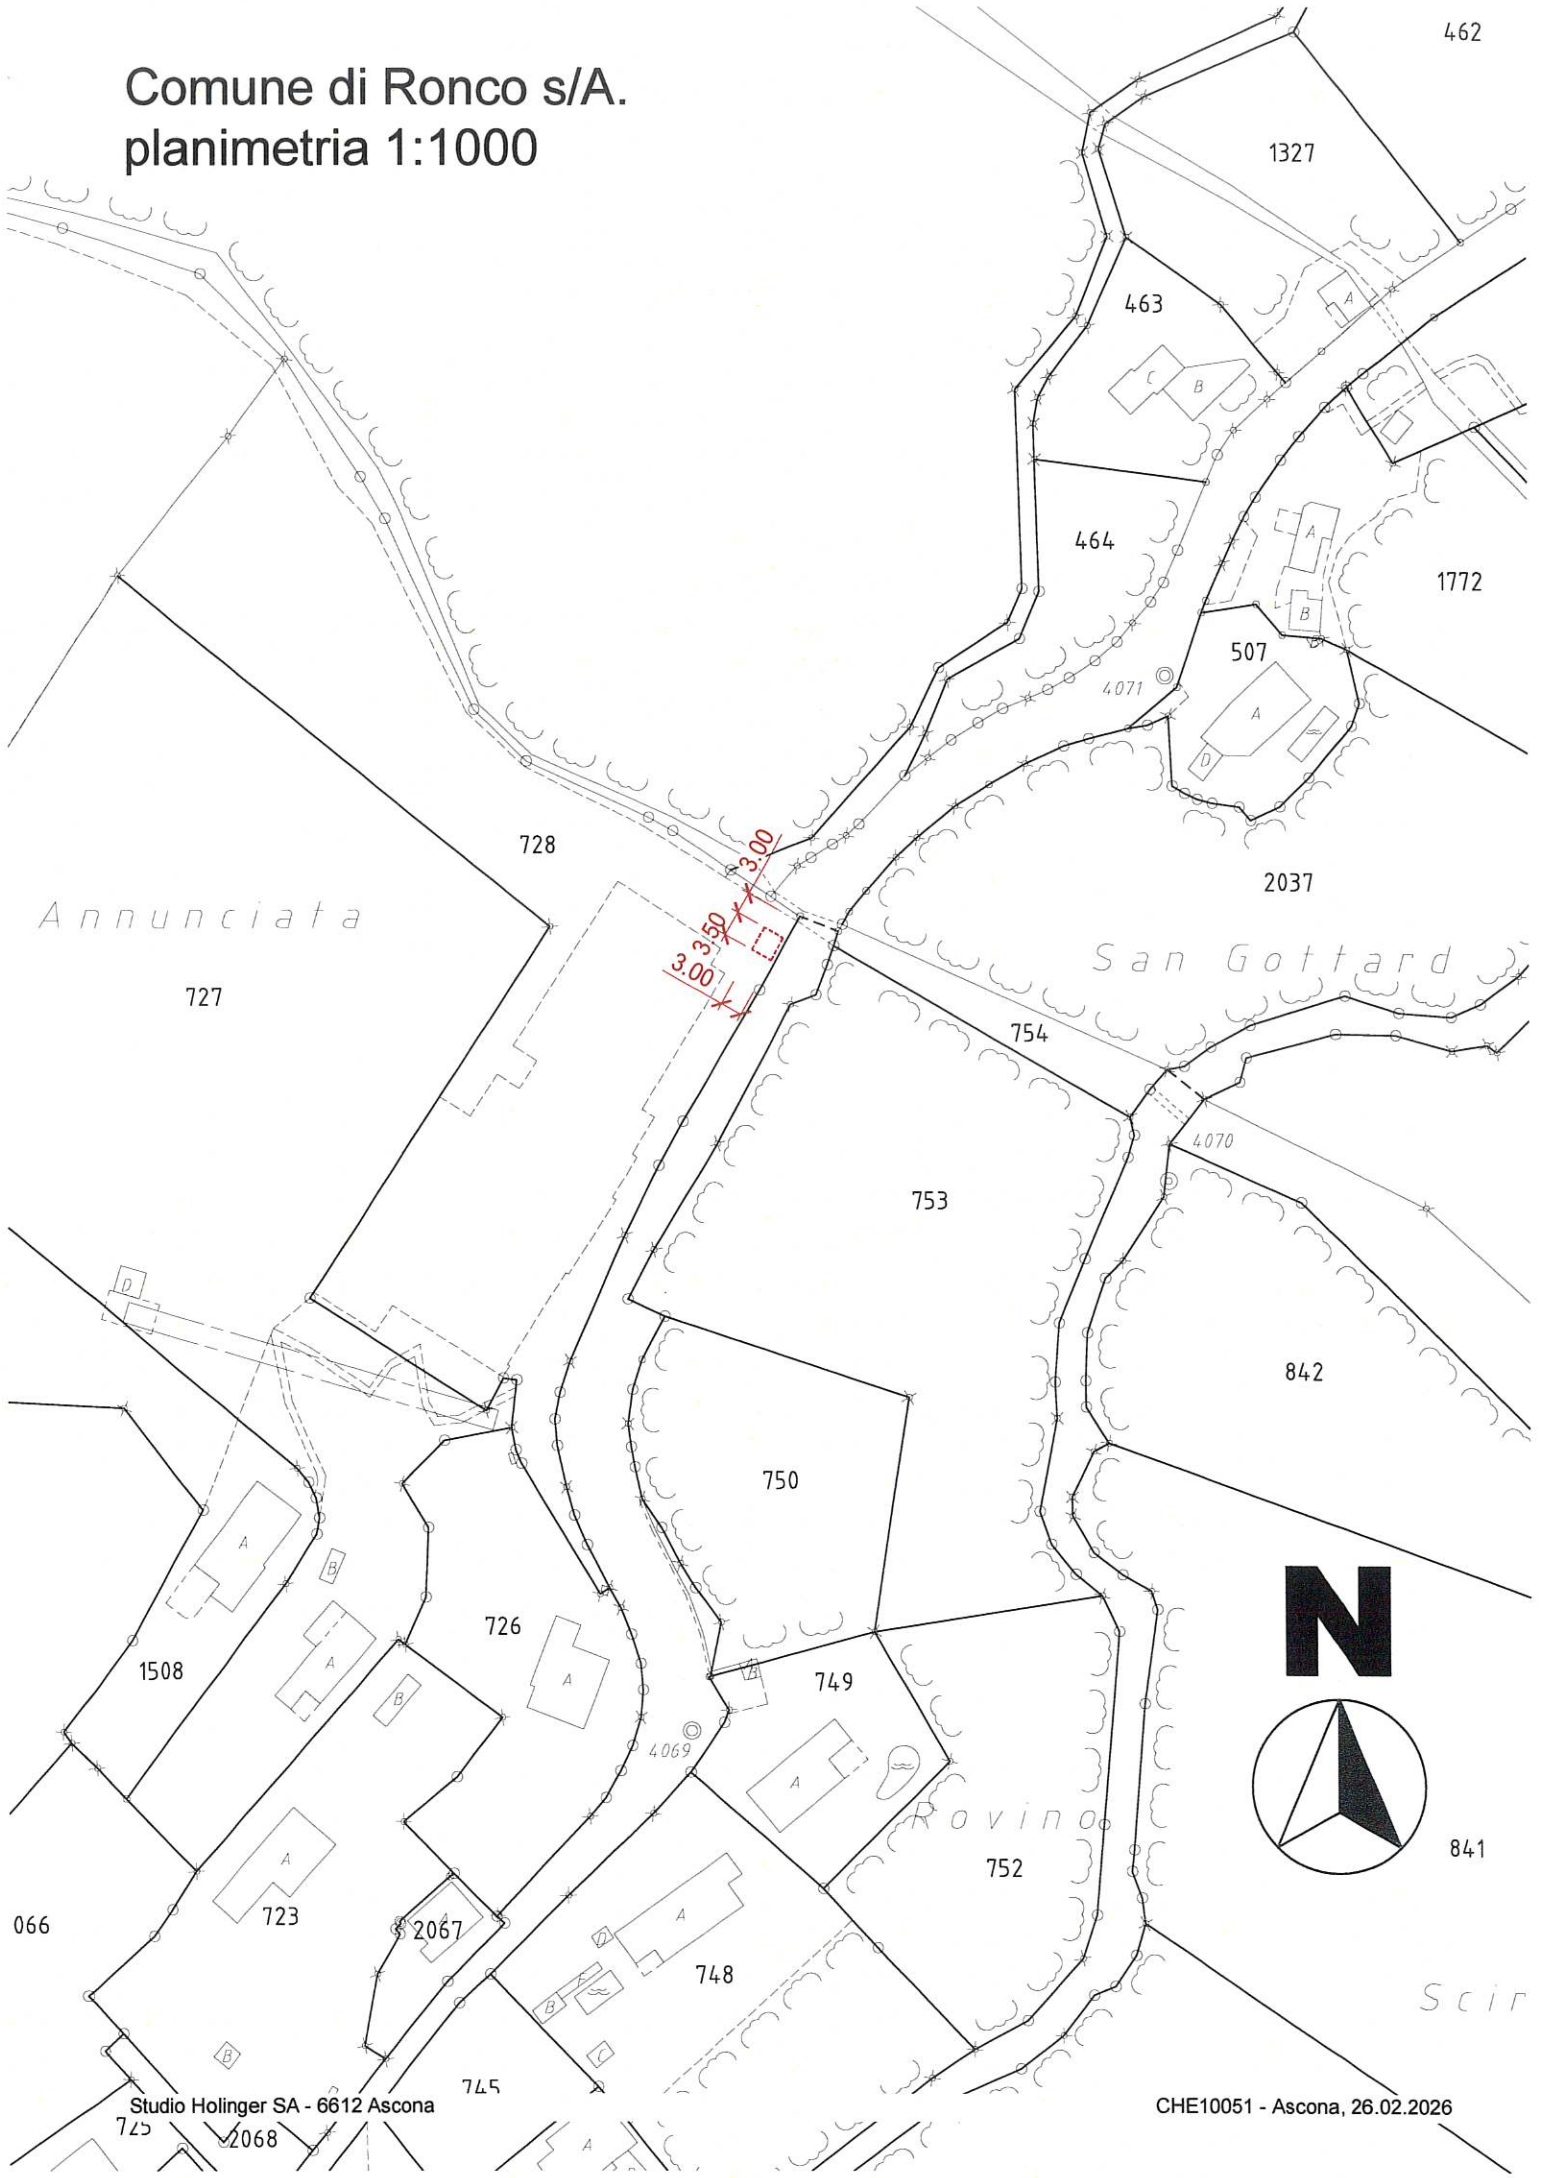 Comune di Ronco s/A.
planimetria 1:1000
462
1327
463
C
B
A
464
A
1772
B
507
B
4071
A
D
3.00
728
2037
Annunciata
3.50
San Gottard
3.00
727
754
4070
753
D
842
750
A
B
726
N
1508
A
A
B
B
749
4069
A
Rovino
841
A
752
066
723
A
2067
A
D
748
F
B
Scir
B
C
745
Studio Holinger SA - 6612 Ascona
CHE10051 - Ascona, 26.02.2026
725
2068
A
B